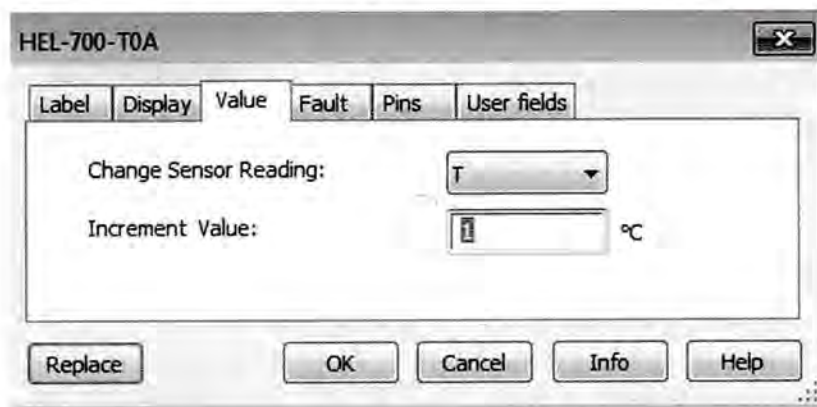 HEL-700-T0A
Label Display Value Fault Pins User fields
Change Sensor Reading: T
Increment Value: 1 °C
Replace OK Cancel Info Help